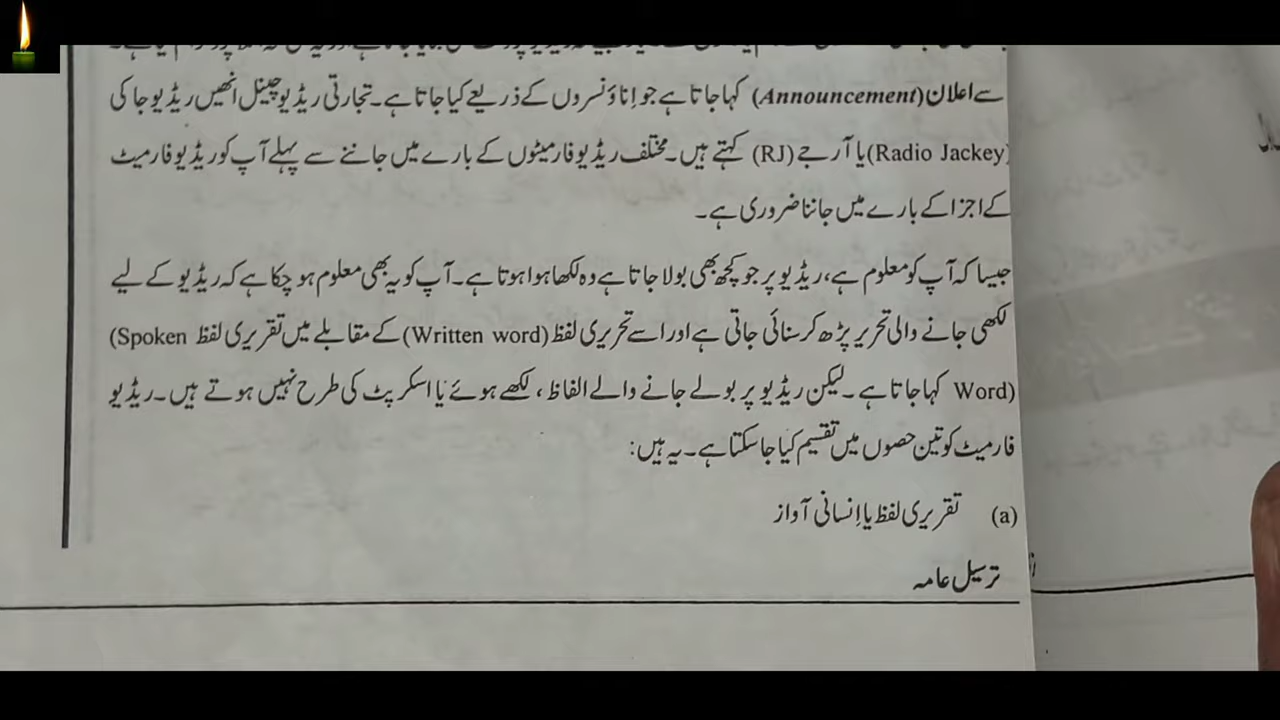 سے اعلان (Announcement) کہا جاتا ہے جو اِناؤنسروں کے ذریعے کیا جاتا ہے۔ تجارتی ریڈیو چینل انھیں ریڈیو جاکی
(Radio Jackey) یا آر جے (RJ) کہتے ہیں۔ مختلف ریڈیو فارمیٹوں کے بارے میں جاننے سے پہلے آپ کو ریڈیو فارمیٹ
کے اجزا کے بارے میں جاننا ضروری ہے۔
جیسا کہ آپ کو معلوم ہے، ریڈیو پر جو کچھ بھی بولا جاتا ہے وہ لکھا ہوا ہوتا ہے۔ آپ کو یہ بھی معلوم ہو چکا ہے کہ ریڈیو کے لیے
لکھی جانے والی تحریر پڑھ کر سنائی جاتی ہے اور اسے تحریری لفظ (Written word) کے مقابلے میں تقریری لفظ (Spoken
Word) کہا جاتا ہے۔ لیکن ریڈیو پر بولے جانے والے الفاظ، لکھے ہوئے یا اسکرپٹ کی طرح نہیں ہوتے ہیں۔ ریڈیو
فارمیٹ کو تین حصوں میں تقسیم کیا جا سکتا ہے۔ یہ ہیں:
(a) تقریری لفظ یا اِنسانی آواز
ترسیل عامہ